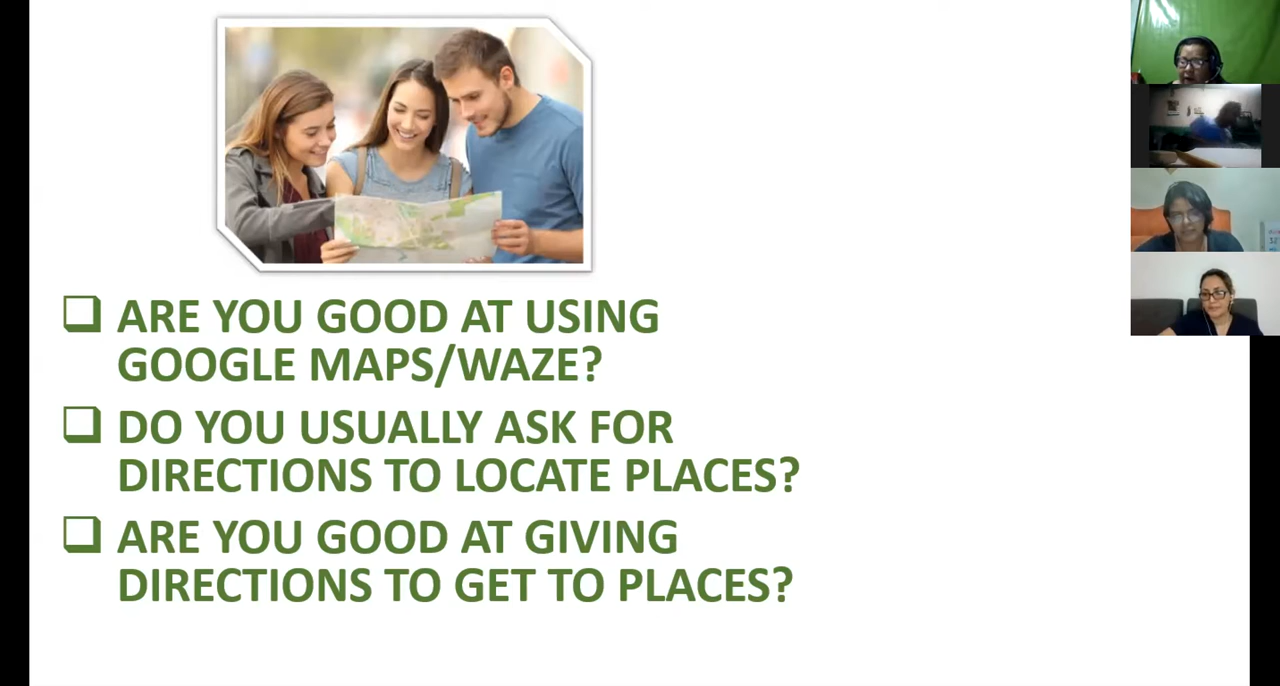 ARE YOU GOOD AT USING
GOOGLE MAPS/WAZE?
DO YOU USUALLY ASK FOR
DIRECTIONS TO LOCATE PLACES?
ARE YOU GOOD AT GIVING
DIRECTIONS TO GET TO PLACES?